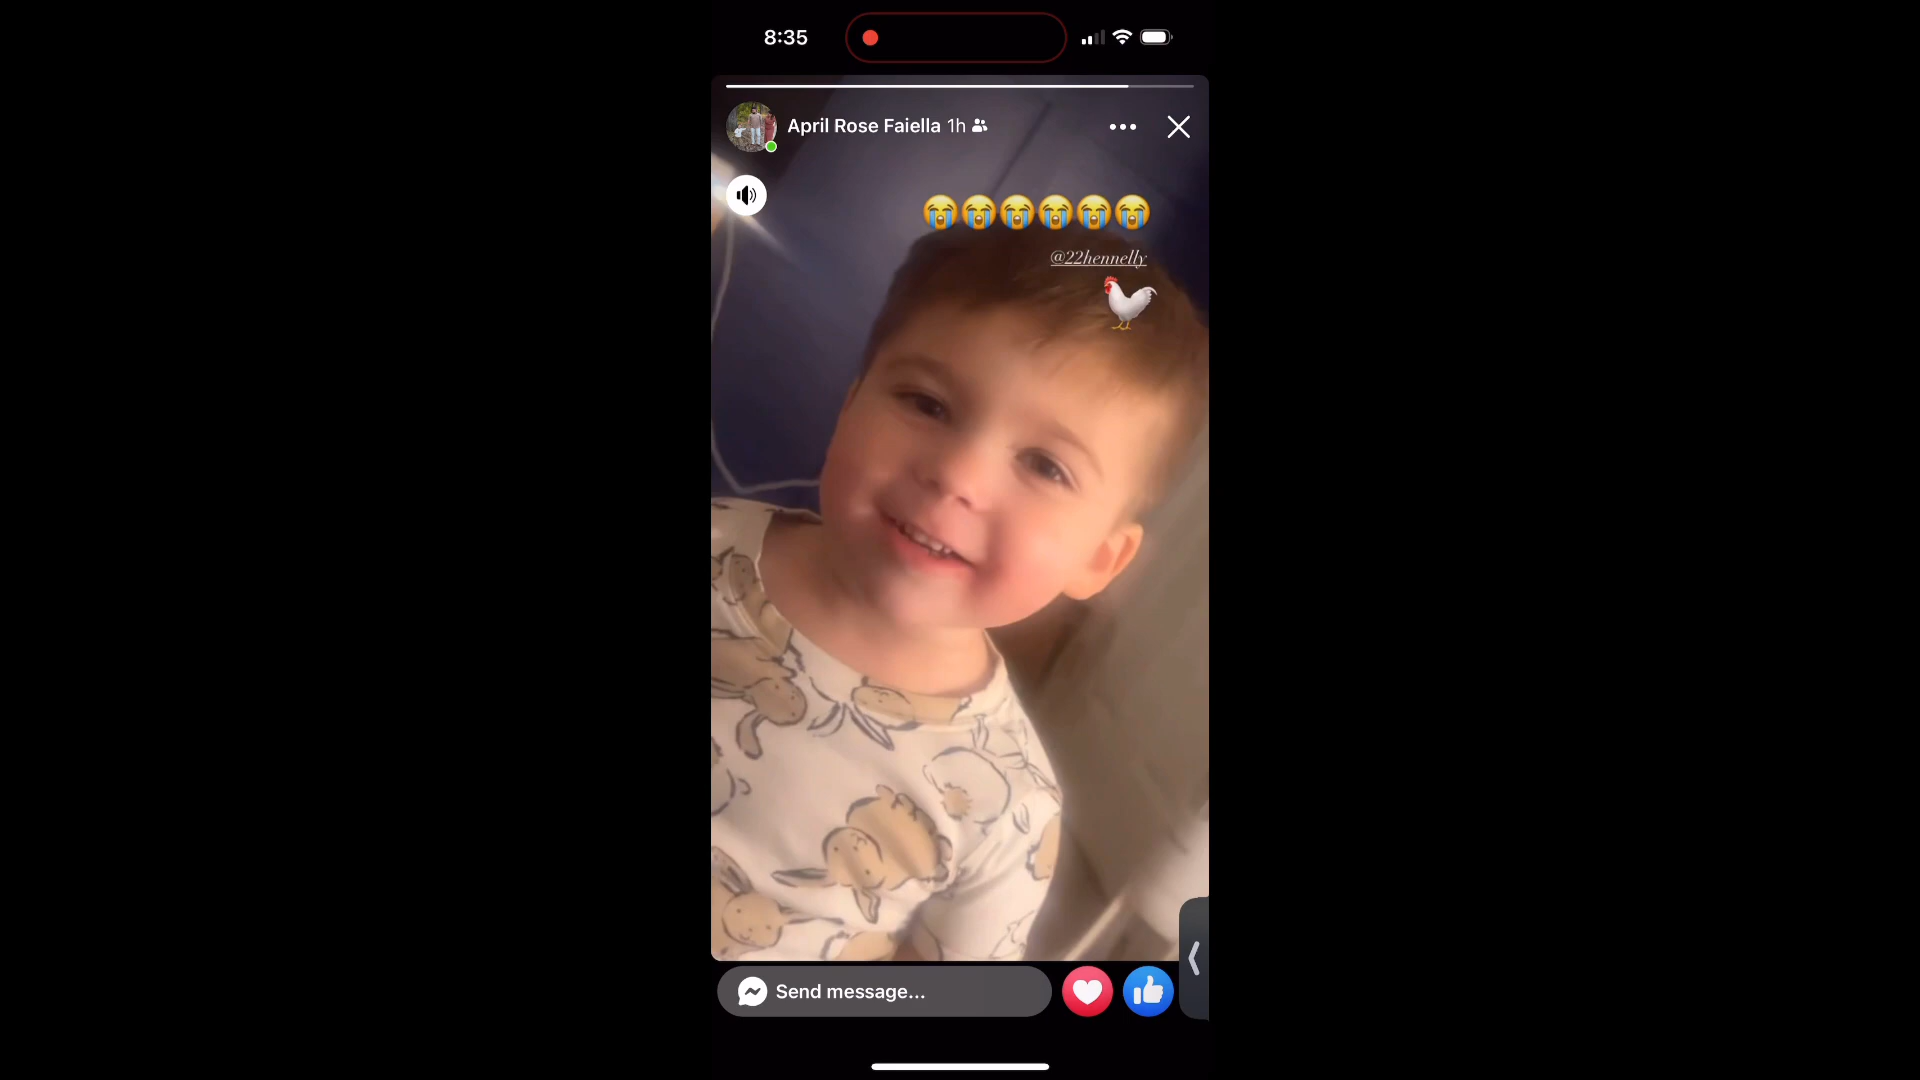 8:35
April Rose Faiella 1h
😭😭😭😭😭😭
@22hennelly
🐓
Send message...